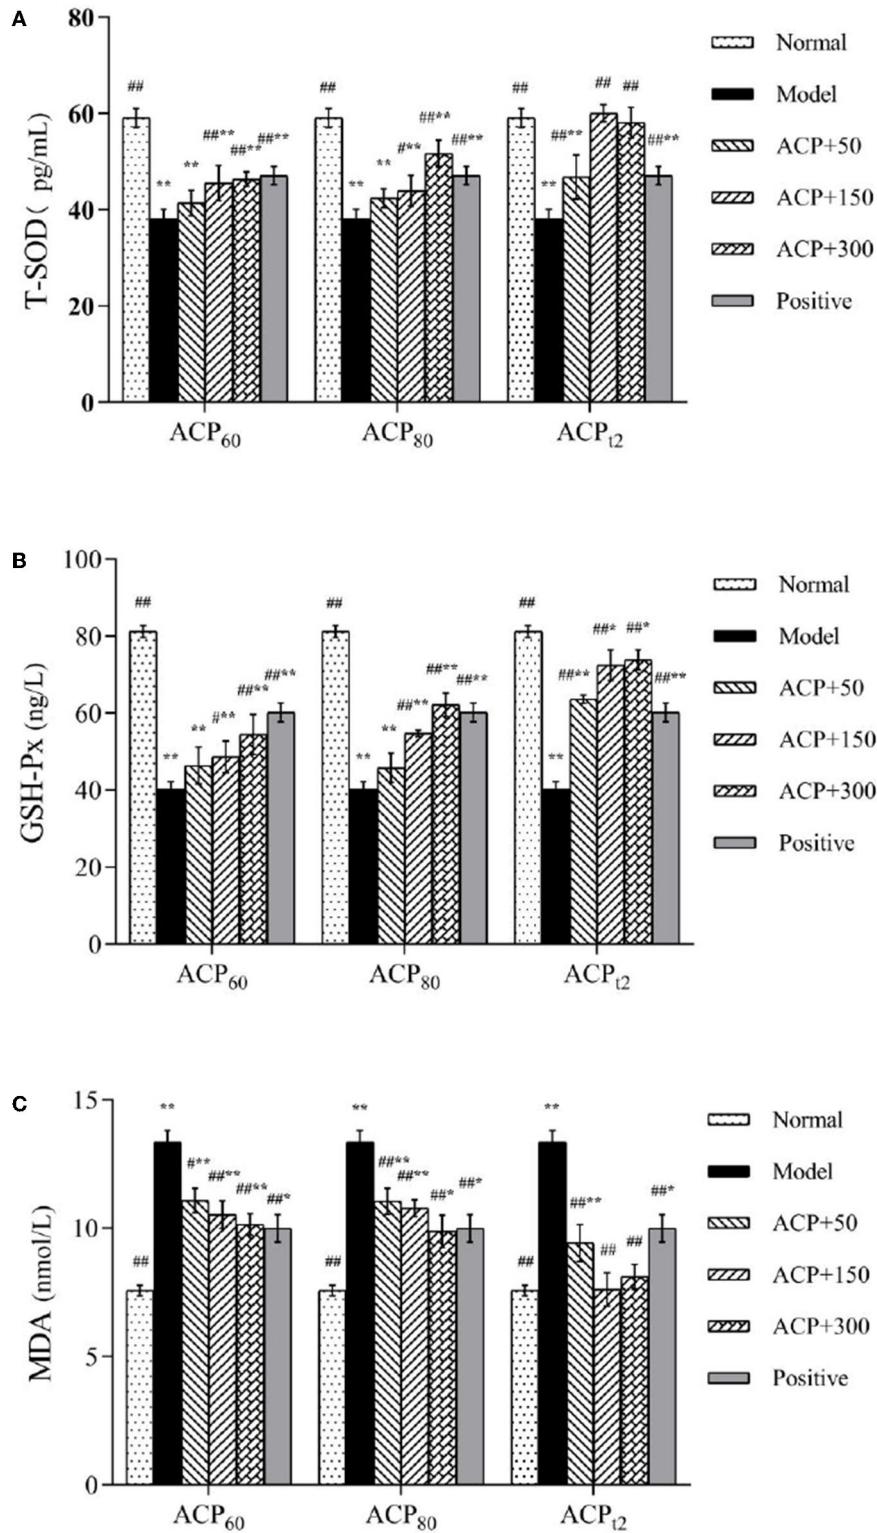 A
80
60
40
20
0
T-SOD( pg/mL)
## ** ** ##** ##** ##**
## ** ** #** ##** ##**
## ** ##** ## ## ##**
ACP60 ACP80 ACPt2
Normal
Model
ACP+50
ACP+150
ACP+300
Positive
B
100
80
60
40
20
0
GSH-Px (ng/L)
## ** ** #** ##** ##**
## ** ** ##** ##** ##**
## ** ##** ##* ##* ##**
ACP60 ACP80 ACPt2
Normal
Model
ACP+50
ACP+150
ACP+300
Positive
C
15
10
5
0
MDA (nmol/L)
## ** #** ##** ##** ##*
## ** ##** ##** ##* ##*
## ** ##** ## ## ##*
ACP60 ACP80 ACPt2
Normal
Model
ACP+50
ACP+150
ACP+300
Positive